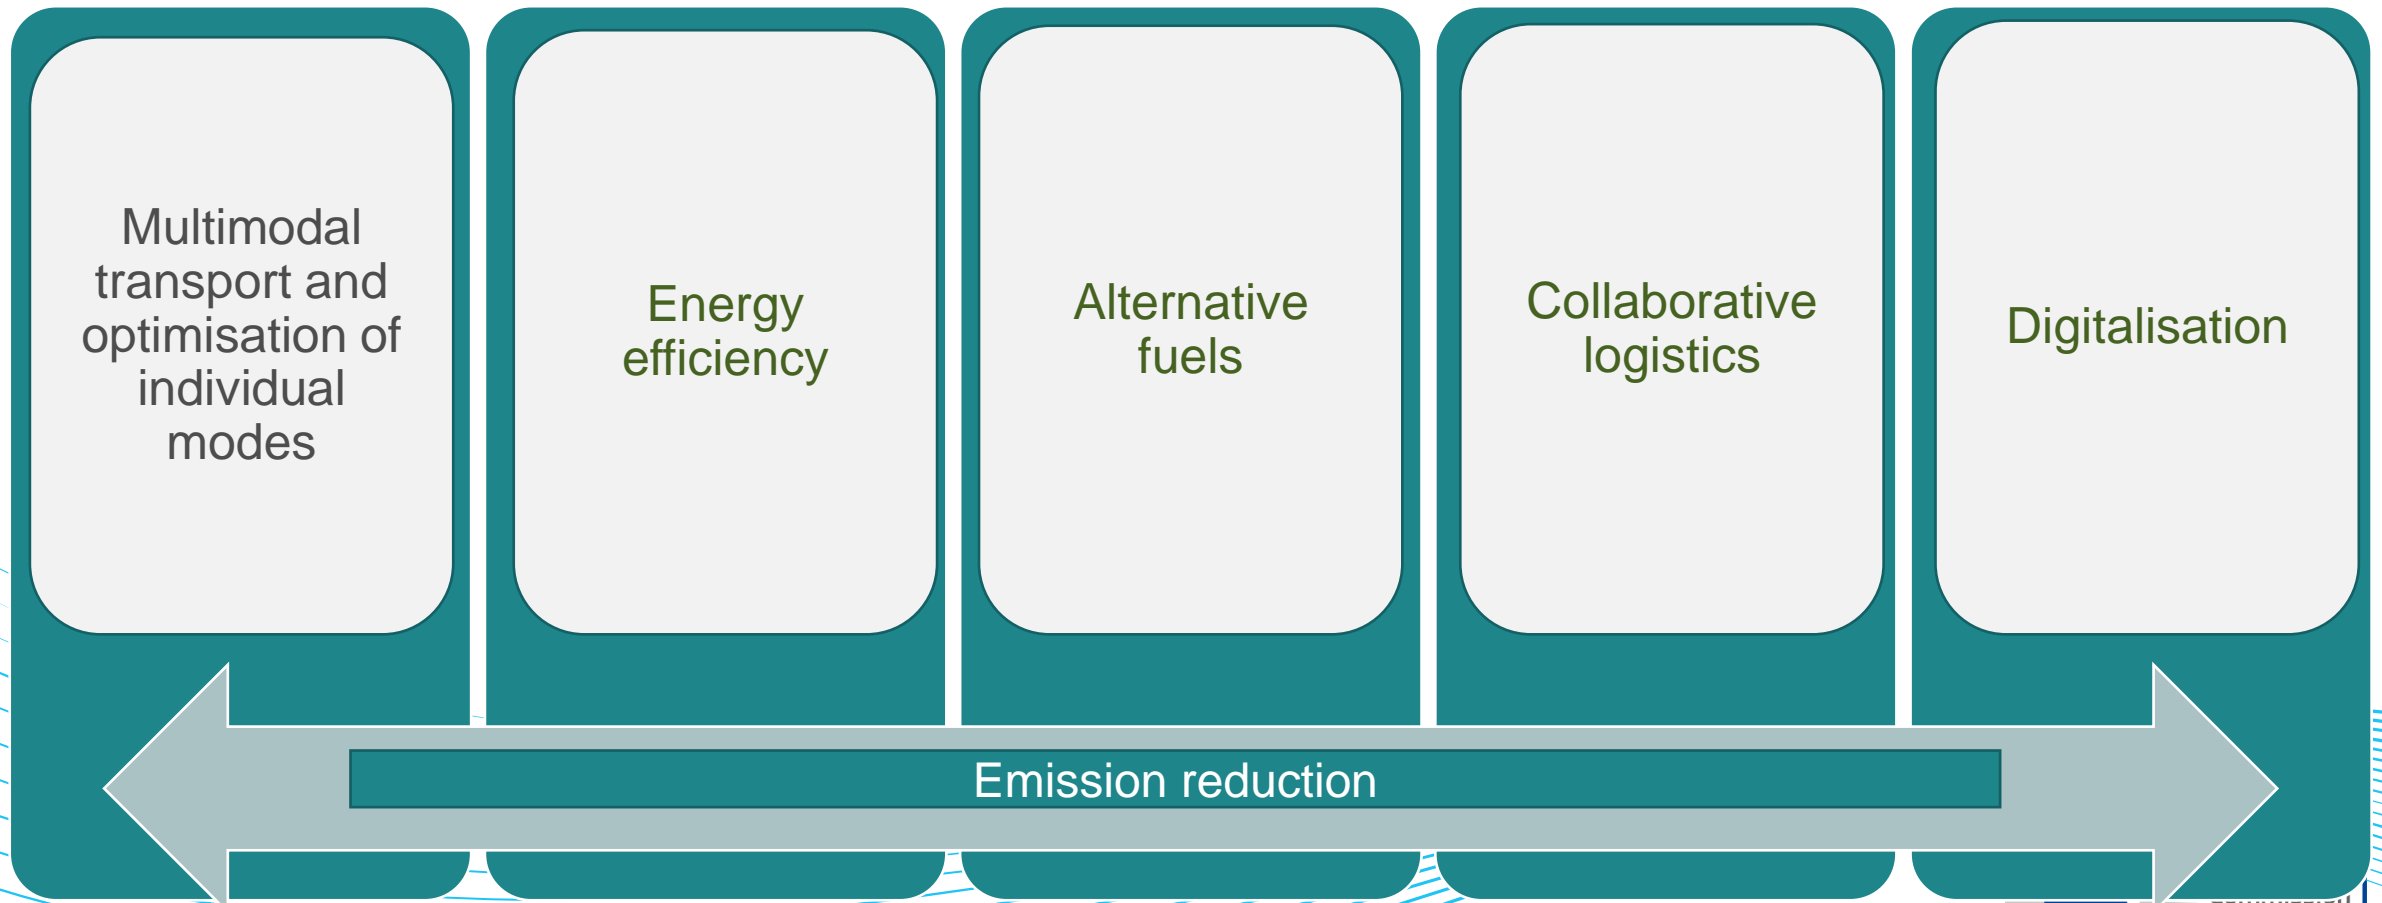 Multimodal
transport and
optimisation of
individual
modes
Energy
efficiency
Alternative
fuels
Collaborative
logistics
Digitalisation
Emission reduction